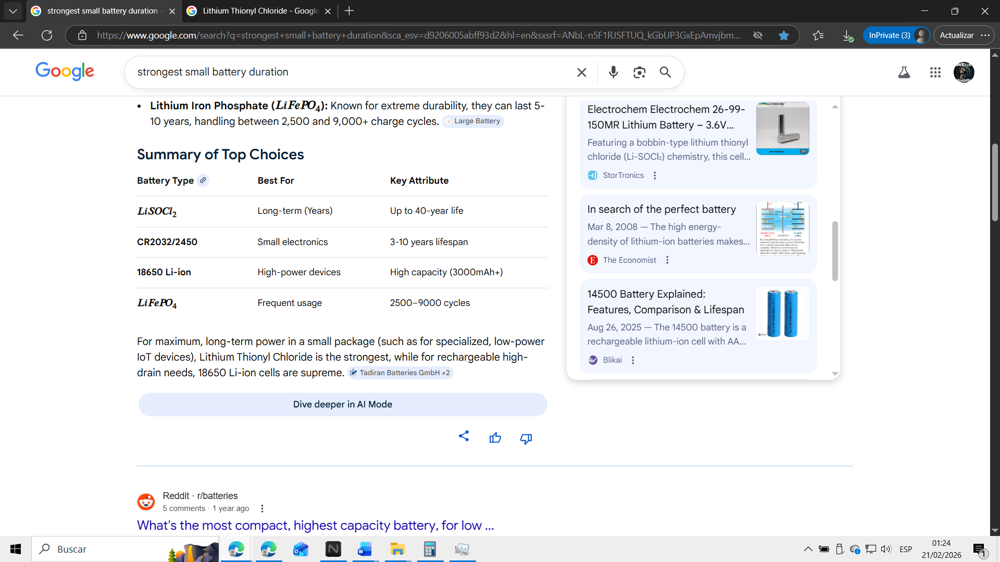 strongest small battery duration -
Lithium Thionyl Chloride - Google
https://www.google.com/search?q=strongest+small+battery+duration&sca_esv=d9206005abff93d2&hl=en&sxsrf=ANbL-n5F1RJSFTUQ_kGbUP3GxEpAmvjbm...
InPrivate (3)
Actualizar
Google
strongest small battery duration
• Lithium Iron Phosphate (LiFePO4): Known for extreme durability, they can last 5-
10 years, handling between 2,500 and 9,000+ charge cycles. Large Battery
Summary of Top Choices
Battery Type Best For Key Attribute
LiSOCl2 Long-term (Years) Up to 40-year life
CR2032/2450 Small electronics 3-10 years lifespan
18650 Li-ion High-power devices High capacity (3000mAh+)
LiFePO4 Frequent usage 2500–9000 cycles
For maximum, long-term power in a small package (such as for specialized, low-power
IoT devices), Lithium Thionyl Chloride is the strongest, while for rechargeable high-
drain needs, 18650 Li-ion cells are supreme. Tadiran Batteries GmbH +2
Dive deeper in AI Mode
Electrochem Electrochem 26-99-
150MR Lithium Battery – 3.6V...
Featuring a bobbin-type lithium thionyl
chloride (Li-SOCl₂) chemistry, this cell...
StorTronics
In search of the perfect battery
Mar 8, 2008 — The high energy-
density of lithium-ion batteries makes...
The Economist
14500 Battery Explained:
Features, Comparison & Lifespan
Aug 26, 2025 — The 14500 battery is a
rechargeable lithium-ion cell with AA...
Blikai
Reddit · r/batteries
5 comments · 1 year ago
What's the most compact, highest capacity battery, for low ...
Buscar
ESP
01:24
21/02/2026
1